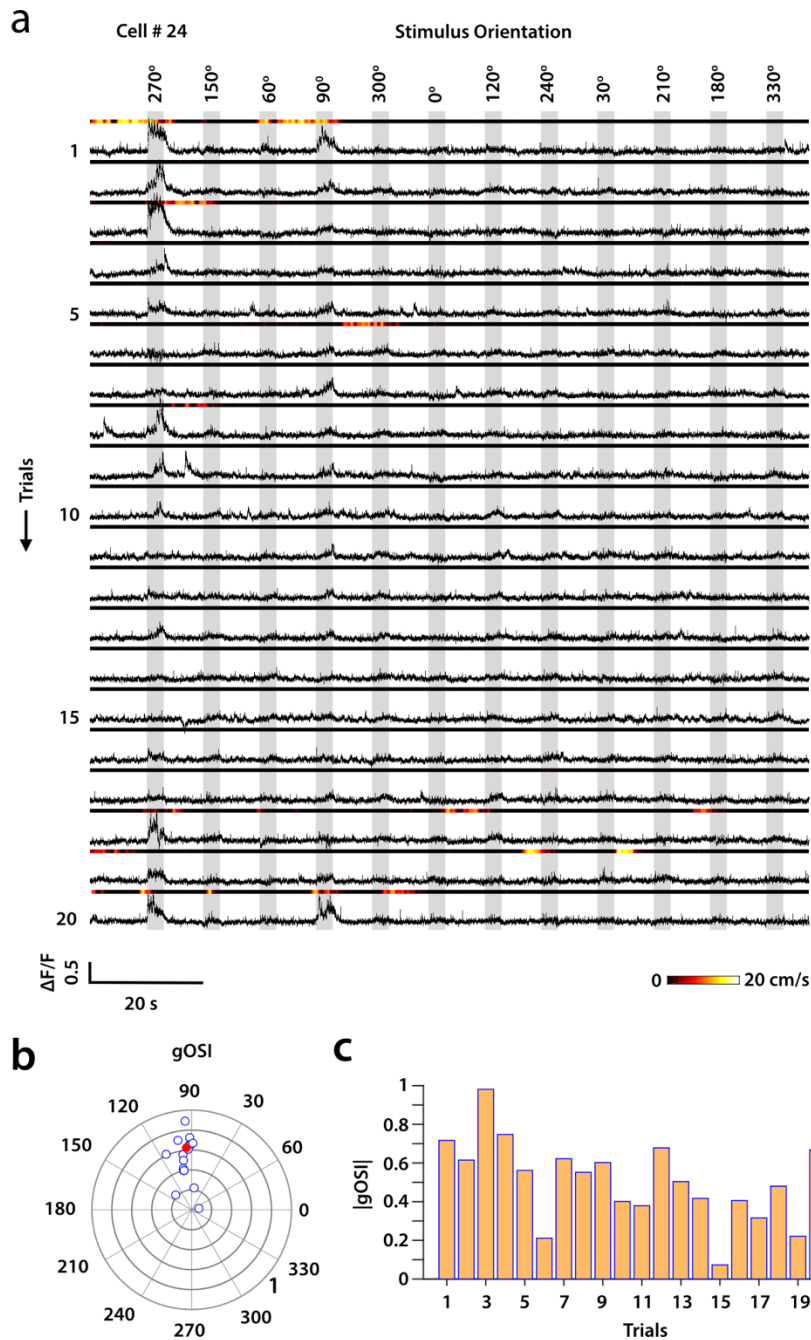 a
Cell # 24 Stimulus Orientation
270° 150° 60° 90° 300° 0° 120° 240° 30° 210° 180° 330°
1
5
10
15
20
Trials
ΔF/F
0.5
20 s
0 20 cm/s
b
gOSI
90
120 30
150 60
180 0
210 330
240 1 300
270
c
|gOSI|
1
0.8
0.6
0.4
0.2
0
1 3 5 7 9 11 13 15 17 19
Trials